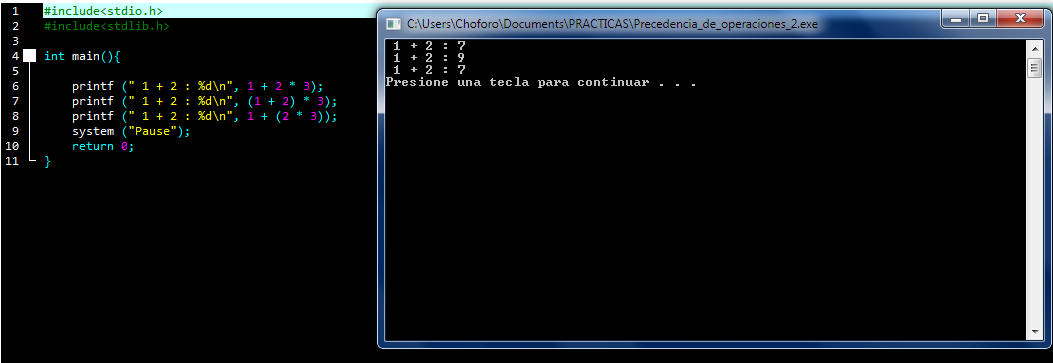 1 #include<stdio.h>
2 #include<stdlib.h>
3
4 int main(){
5
6 printf (" 1 + 2 : %d\n", 1 + 2 * 3);
7 printf (" 1 + 2 : %d\n", (1 + 2) * 3);
8 printf (" 1 + 2 : %d\n", 1 + (2 * 3));
9 system ("Pause");
10 return 0;
11 }
C:\Users\Choforo\Documents\PRACTICAS\Precedencia_de_operaciones_2.exe
1 + 2 : 7
1 + 2 : 9
1 + 2 : 7
Presione una tecla para continuar . . .